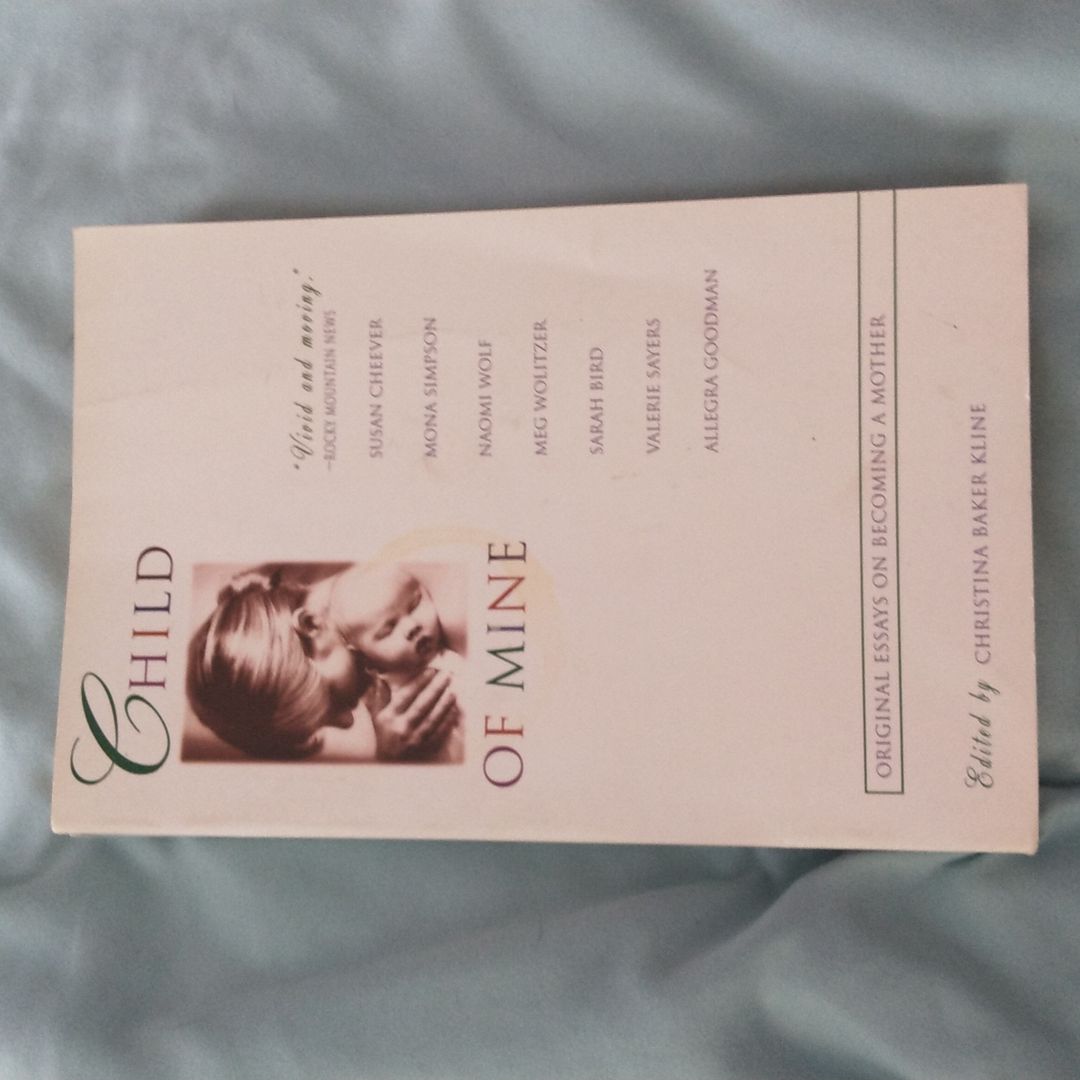 CHILD
OF MINE
"Vivid and moving."
—ROCKY MOUNTAIN NEWS
SUSAN CHEEVER
MONA SIMPSON
NAOMI WOLF
MEG WOLITZER
SARAH BIRD
VALERIE SAYERS
ALLEGRA GOODMAN
ORIGINAL ESSAYS ON BECOMING A MOTHER
Edited by CHRISTINA BAKER KLINE